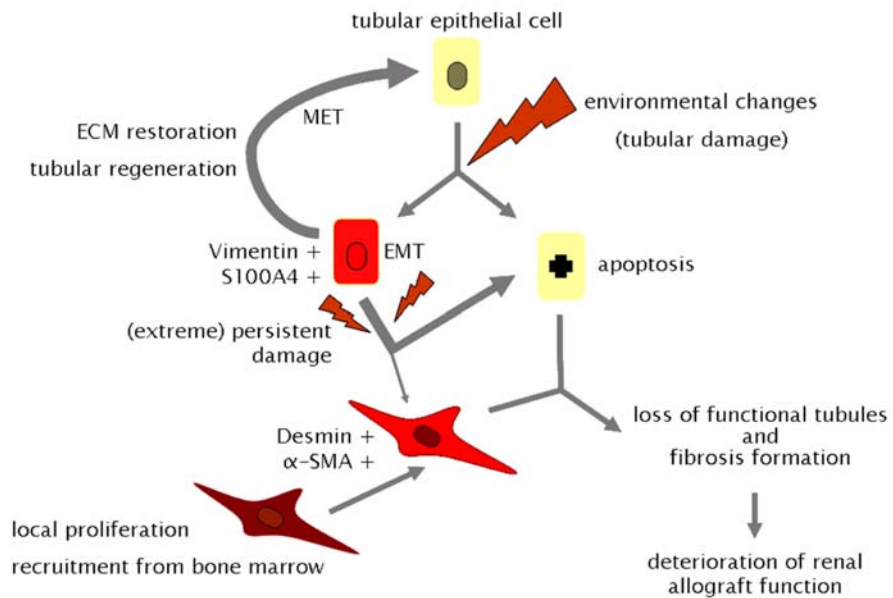 tubular epithelial cell
environmental changes
(tubular damage)
MET
ECM restoration
tubular regeneration
Vimentin +
S100A4 +
EMT
apoptosis
(extreme) persistent
damage
Desmin +
α-SMA +
loss of functional tubules
and
fibrosis formation
local proliferation
recruitment from bone marrow
deterioration of renal
allograft function